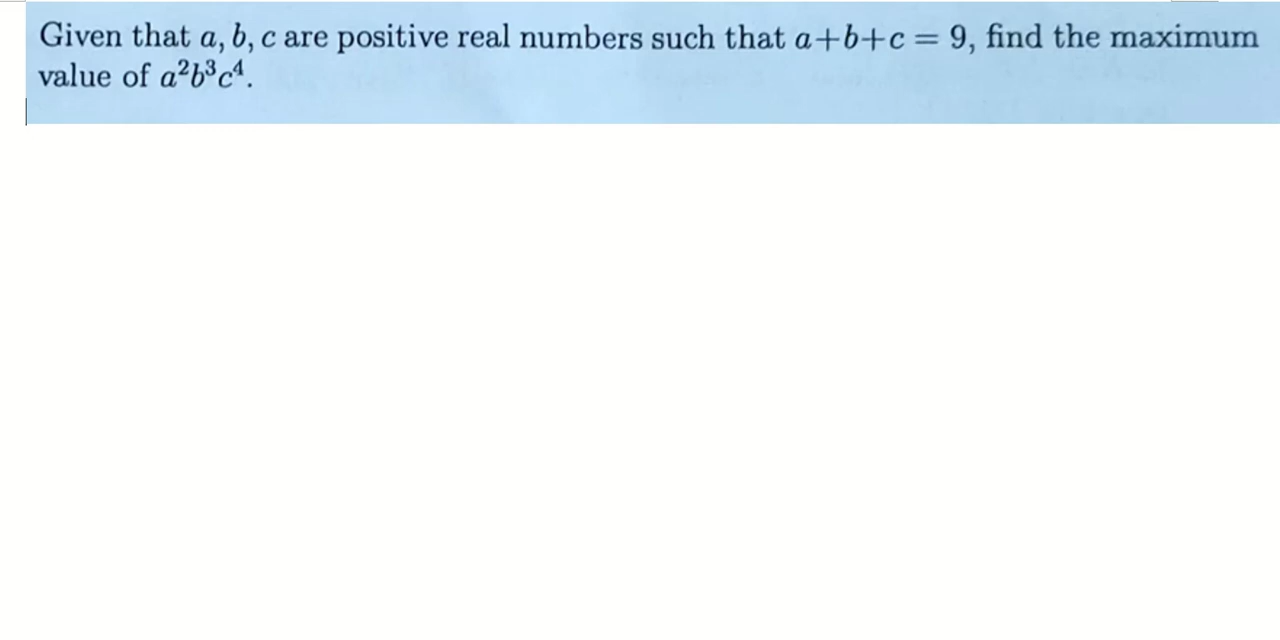 Given that a, b, c are positive real numbers such that a+b+c = 9, find the maximum
value of a²b³c⁴.